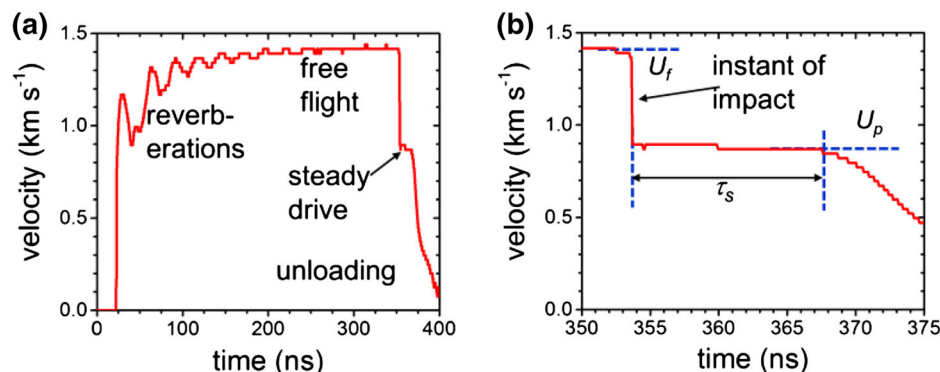 (a)
velocity (km s-1)
1.5
1.0
0.5
0.0
reverb-
erations
free
flight
steady
drive
unloading
0
50
100
150
200
250
300
350
400
time (ns)
(b)
velocity (km s-1)
1.5
1.0
0.5
0.0
Uf
instant of
impact
Up
τs
350
355
360
365
370
375
time (ns)